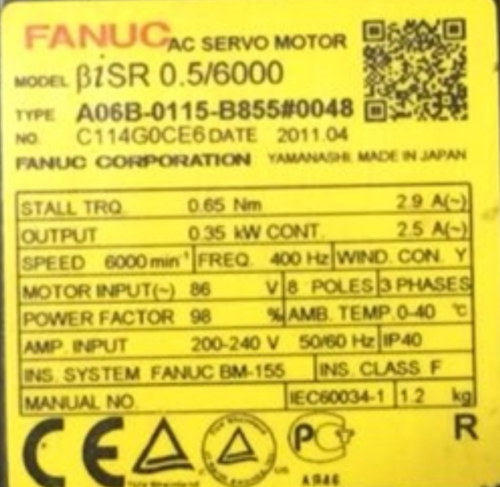 FANUC AC SERVO MOTOR
MODEL βiSR 0.5/6000
TYPE A06B-0115-B855#0048
NO. C114G0CE6 DATE 2011.04
FANUC CORPORATION YAMANASHI, MADE IN JAPAN
STALL TRQ. 0.65 Nm 2.9 A(~)
OUTPUT 0.35 kW CONT. 2.5 A(~)
SPEED 6000 min⁻¹ FREQ. 400 Hz WIND. CON. Y
MOTOR INPUT(~) 86 V 8 POLES 3 PHASES
POWER FACTOR 98 % AMB. TEMP. 0-40 ℃
AMP. INPUT 200-240 V 50/60 Hz IP40
INS. SYSTEM FANUC BM-155 INS. CLASS F
MANUAL NO. IEC60034-1 1.2 kg
R
CE
TÜV Rheinland US